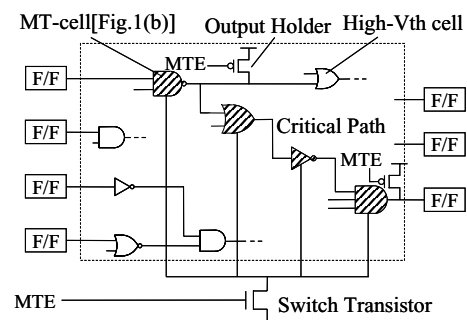 MT-cell[Fig.1(b)] Output Holder High-Vth cell
MTE
F/F
F/F
F/F
Critical Path
F/F
MTE
F/F
F/F
F/F
MTE
Switch Transistor